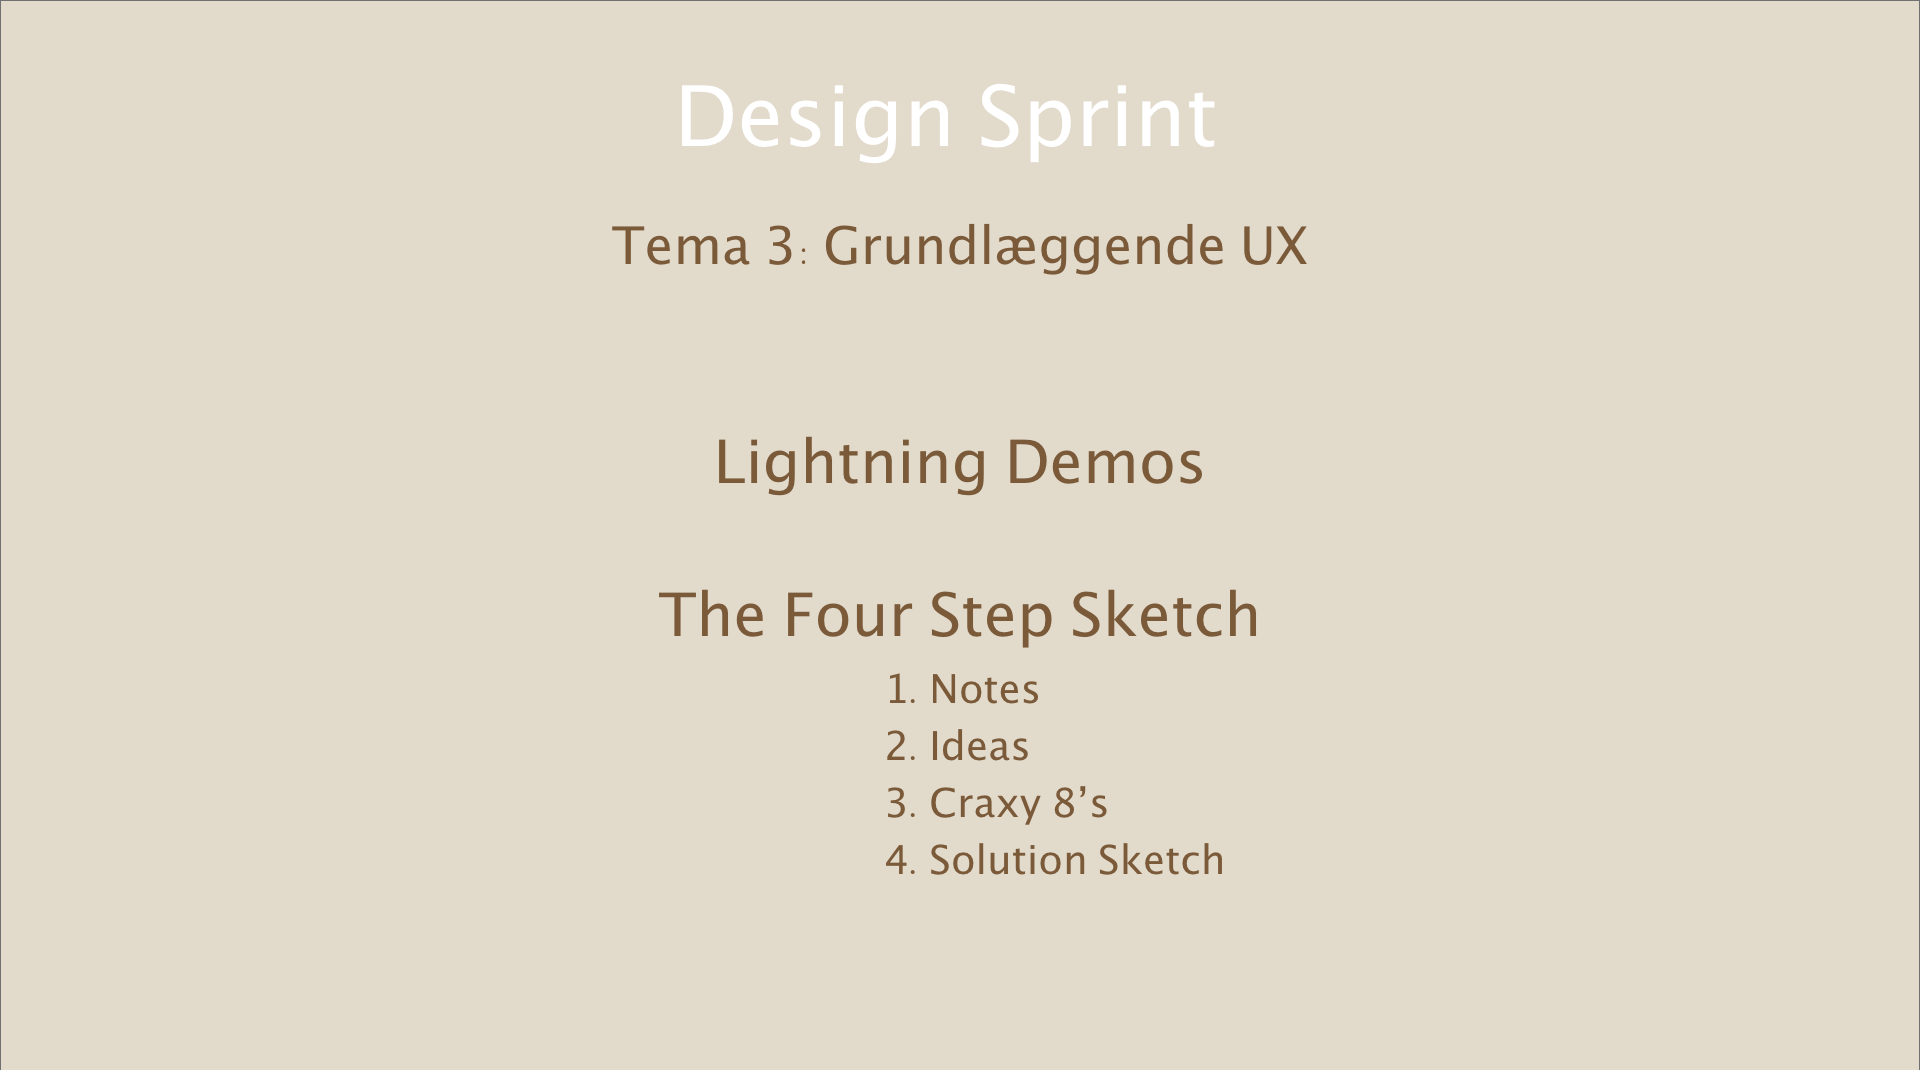 Design Sprint
Tema 3: Grundlæggende UX
Lightning Demos
The Four Step Sketch
1. Notes
2. Ideas
3. Craxy 8’s
4. Solution Sketch